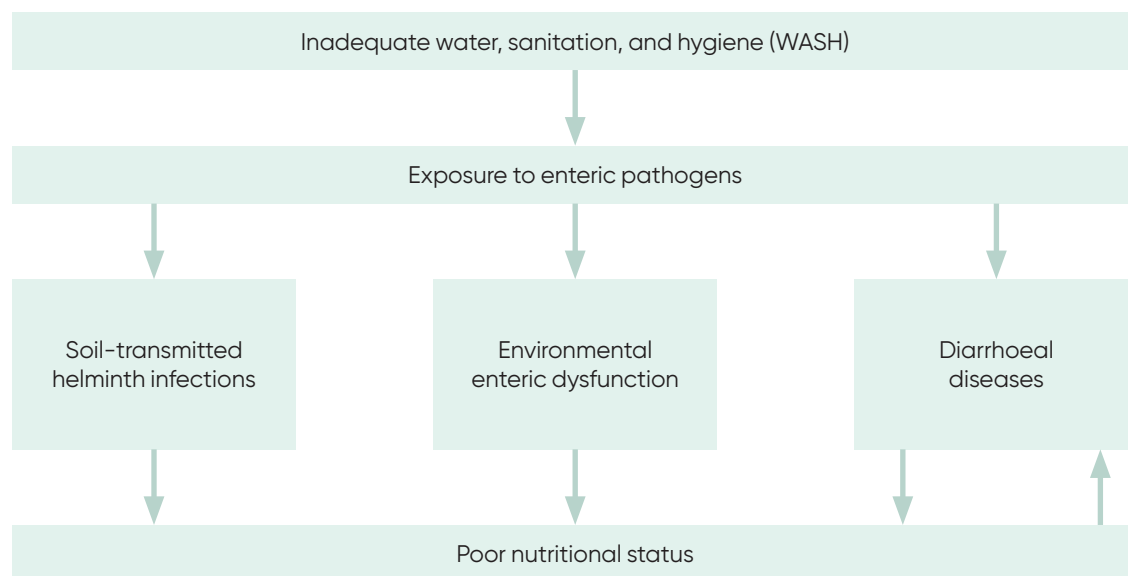 Inadequate water, sanitation, and hygiene (WASH)
Exposure to enteric pathogens
Soil-transmitted
helminth infections
Environmental
enteric dysfunction
Diarrhoeal
diseases
Poor nutritional status